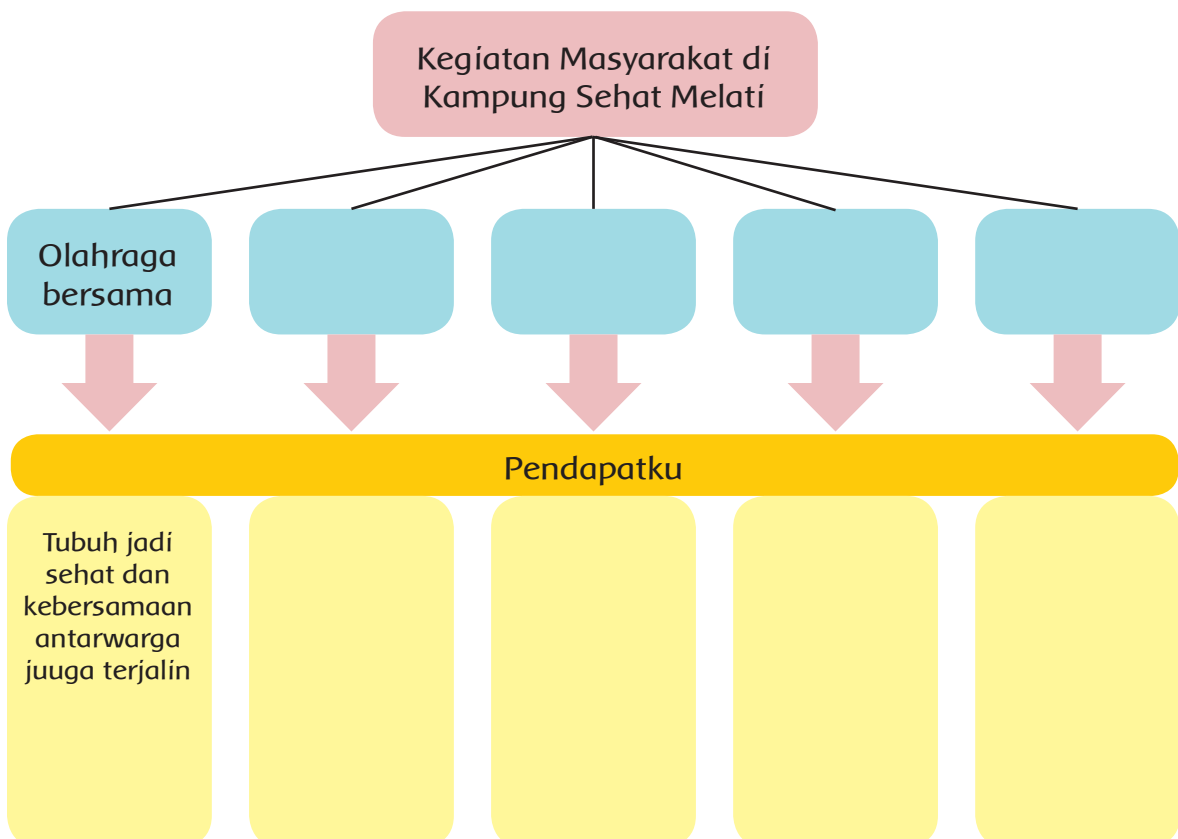 Kegiatan Masyarakat di
Kampung Sehat Melati
Olahraga
bersama
Pendapatku
Tubuh jadi
sehat dan
kebersamaan
antarwarga
juuga terjalin